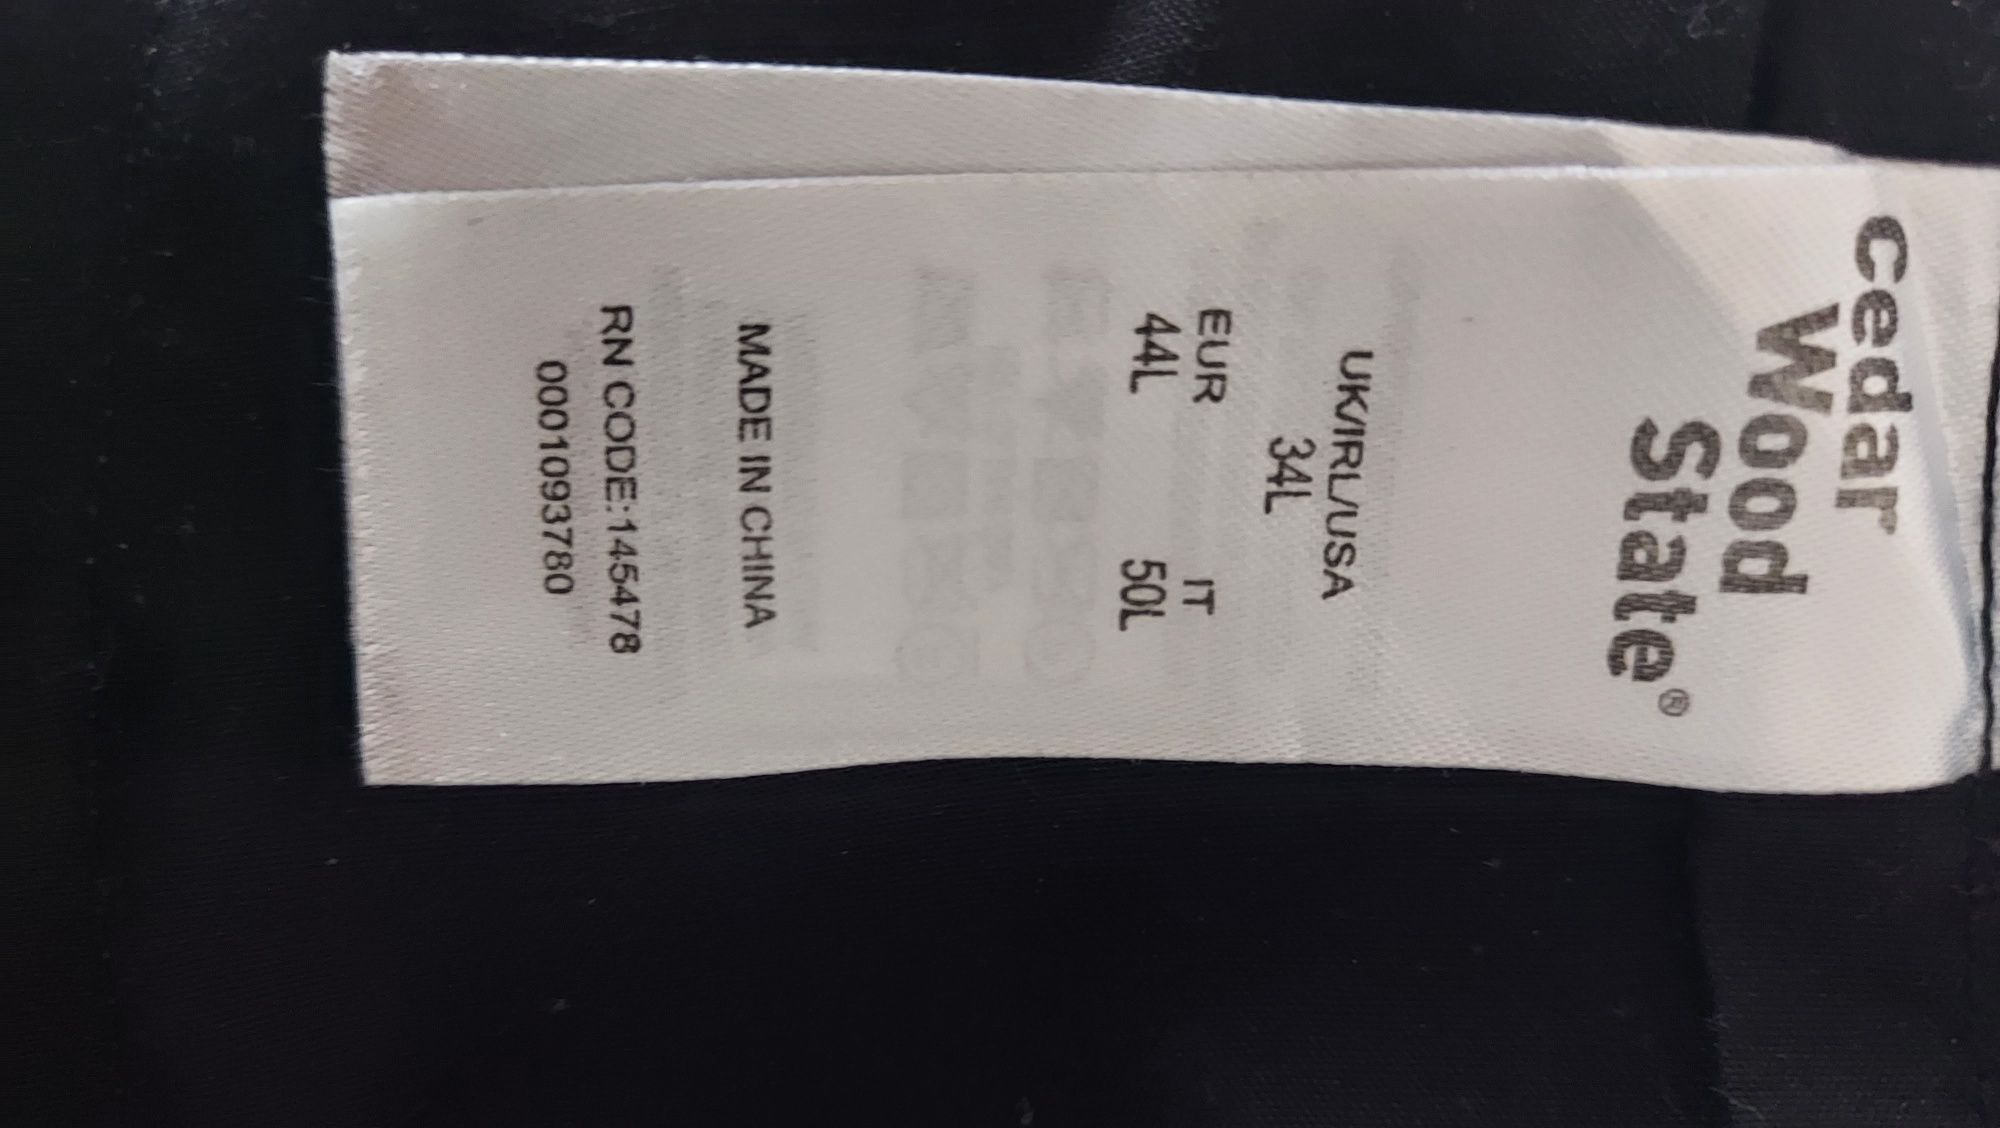 cedar
Wood
State®
UK/IRL/USA
34L
EUR IT
44L 50L
MADE IN CHINA
RN CODE:145478
0001093780